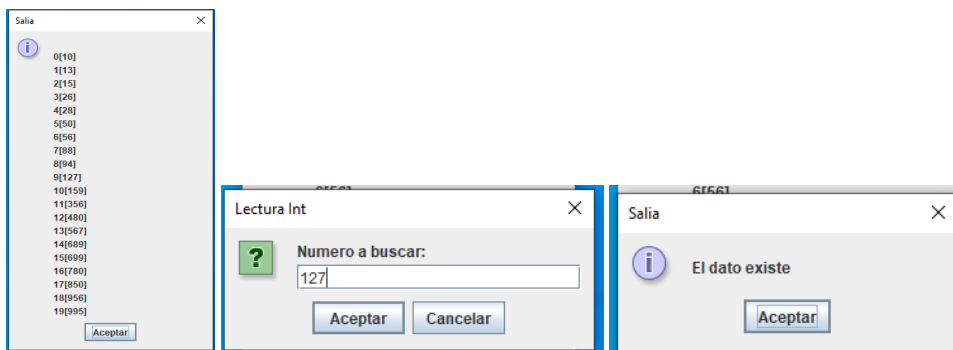 Salia
0[10]
1[13]
2[15]
3[26]
4[28]
5[50]
6[56]
7[88]
8[94]
9[127]
10[159]
11[356]
12[480]
13[567]
14[689]
15[699]
16[780]
17[850]
18[956]
19[995]
Aceptar
Lectura Int
Numero a buscar:
127
Aceptar Cancelar
6[56]
Salia
El dato existe
Aceptar